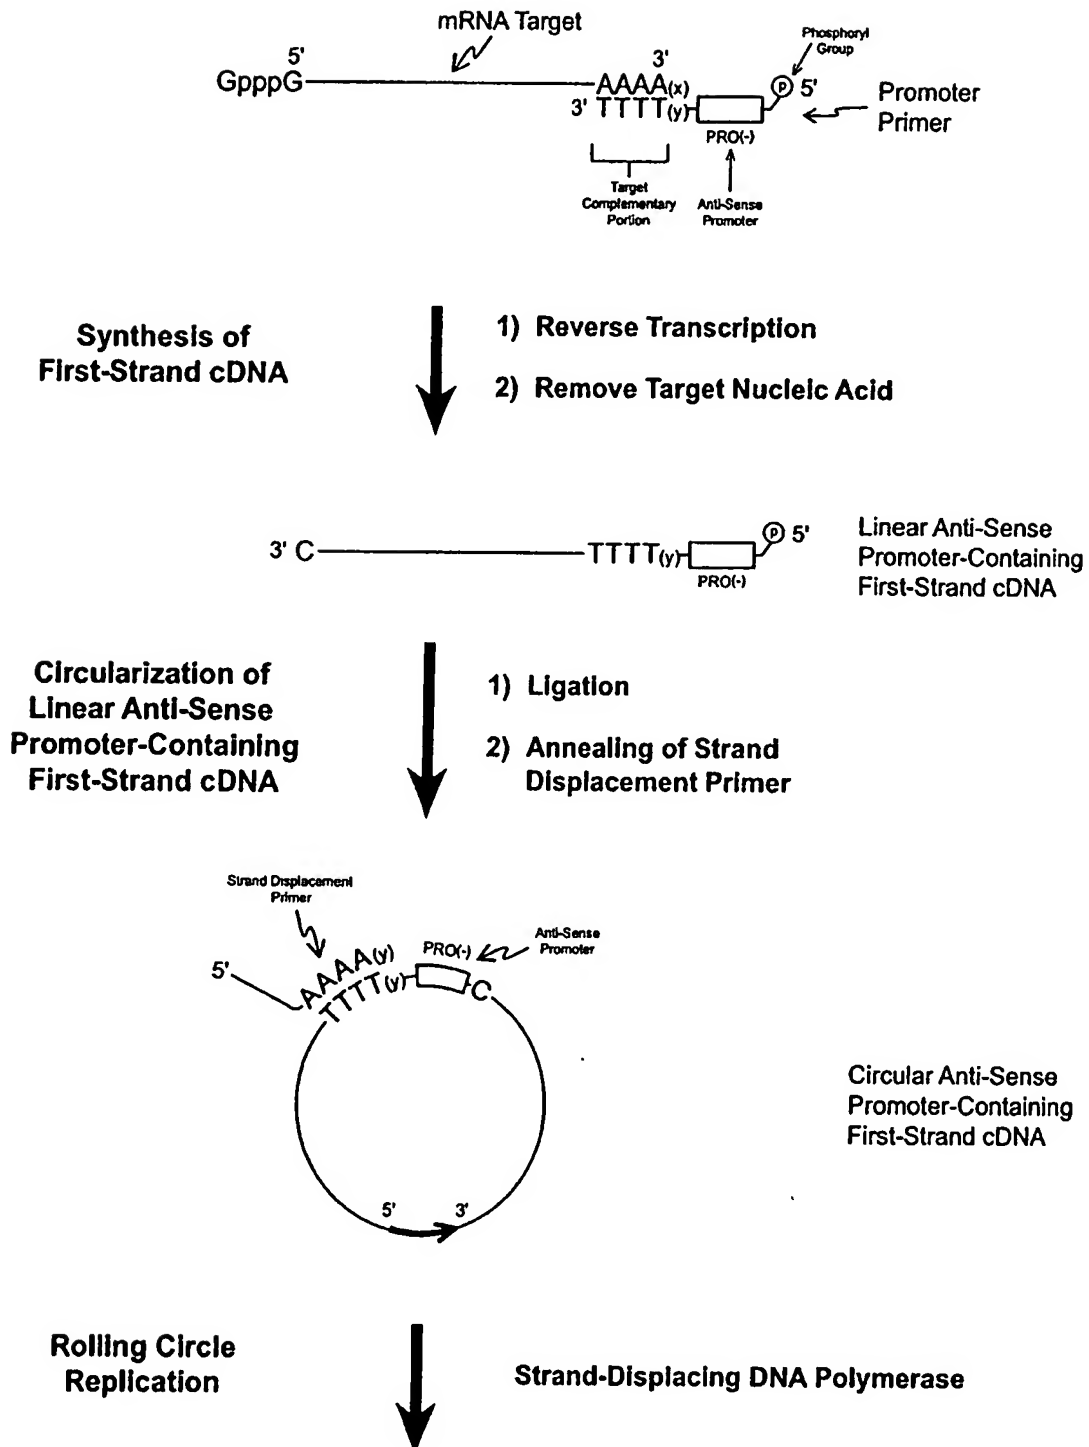 mRNA Target
Phosphoryl
Group
5'
3'
GpppG
AAAA(x)
P 5'
3' TTTT(y)
Promoter
Primer
PRO(-)
Target
Complementary
Portion
Anti-Sense
Promoter
Synthesis of
First-Strand cDNA
1) Reverse Transcription
2) Remove Target Nucleic Acid
3' C
TTTT(y)
P 5'
PRO(-)
Linear Anti-Sense
Promoter-Containing
First-Strand cDNA
Circularization of
Linear Anti-Sense
Promoter-Containing
First-Strand cDNA
1) Ligation
2) Annealing of Strand
Displacement Primer
Strand Displacement
Primer
Anti-Sense
Promoter
5'
AAAA(y)
PRO(-)
TTTT(y)
C
Circular Anti-Sense
Promoter-Containing
First-Strand cDNA
5' 3'
Rolling Circle
Replication
Strand-Displacing DNA Polymerase